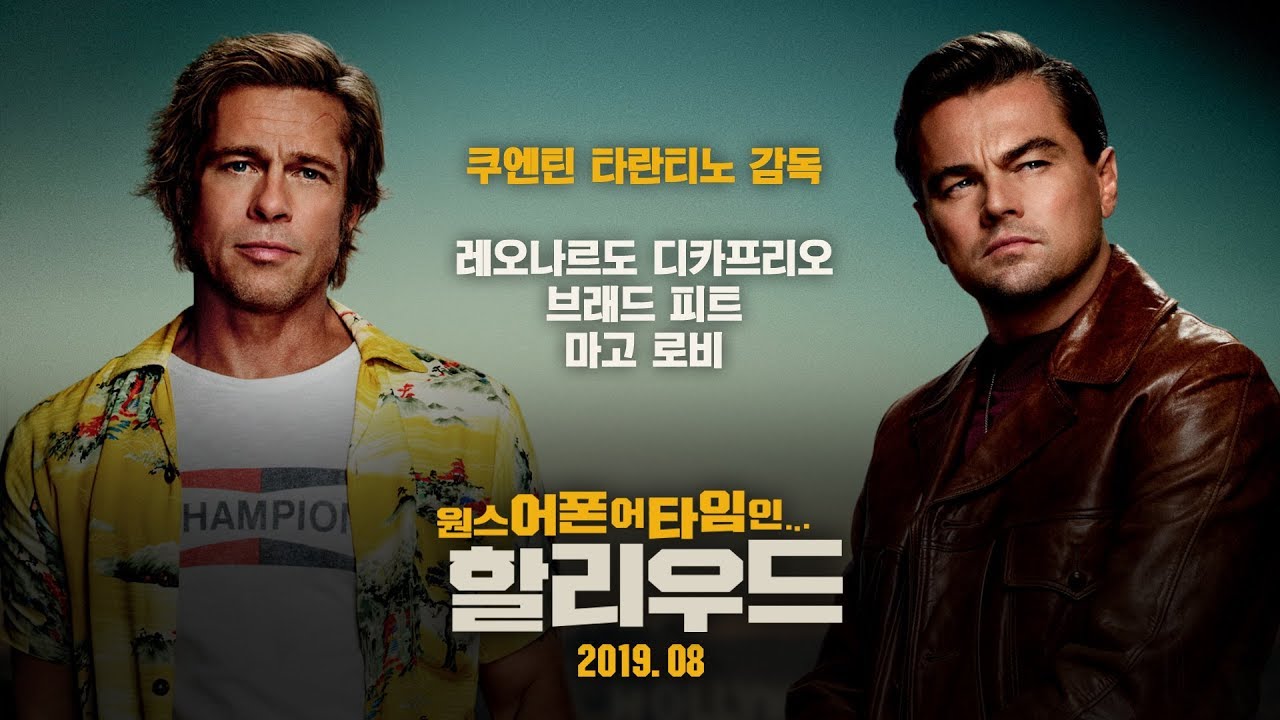 쿠엔틴 타란티노 감독
레오나르도 디카프리오
브래드 피트
마고 로비
HAMPIO
원스어폰어타임인...
할리우드
2019. 08